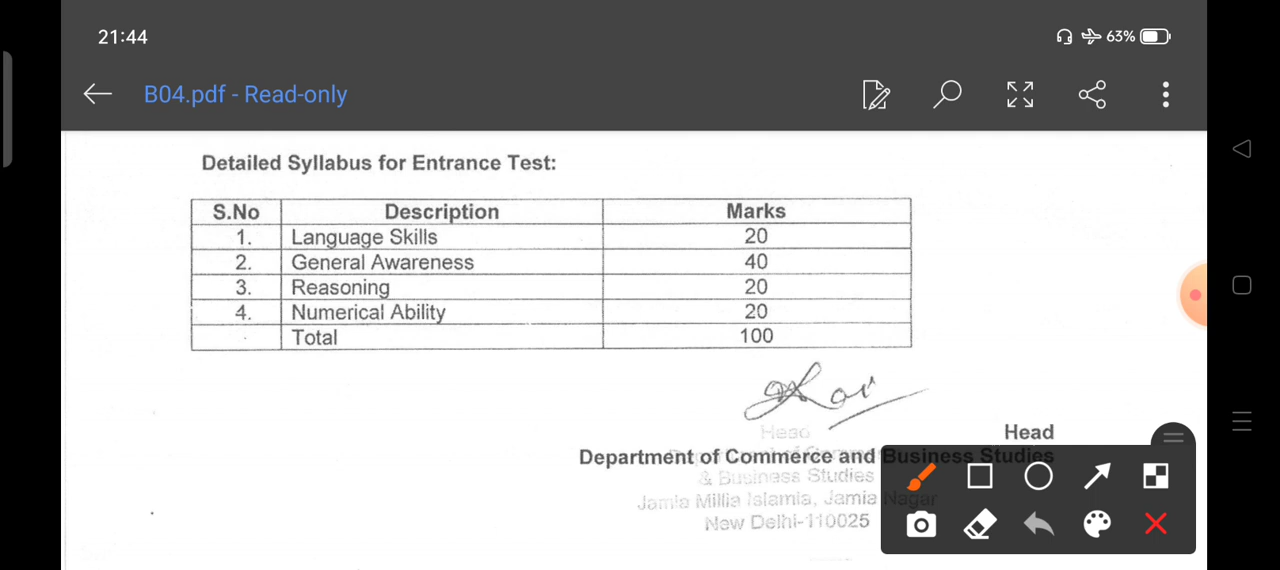 21:44
63%
B04.pdf - Read-only
Detailed Syllabus for Entrance Test:
S.No Description Marks
1. Language Skills 20
2. General Awareness 40
3. Reasoning 20
4. Numerical Ability 20
Total 100
Head
Head
Department of Commerce and Business Studies
& Business Studies
Jamia Millia Islamia, Jamia Nagar
New Delhi-110025